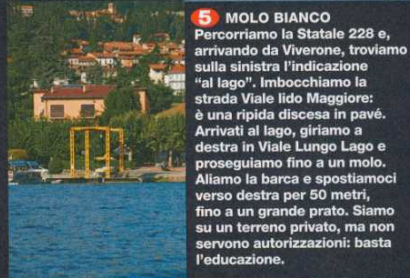 5 MOLO BIANCO
Percorriamo la Statale 228 e,
arrivando da Viverone, troviamo
sulla sinistra l'indicazione
"al lago". Imbocchiamo la
strada Viale lido Maggiore:
è una ripida discesa in pavé.
Arrivati al lago, giriamo a
destra in Viale Lungo Lago e
proseguiamo fino a un molo.
Aliamo la barca e spostiamoci
verso destra per 50 metri,
fino a un grande prato. Siamo
su un terreno privato, ma non
servono autorizzazioni: basta
l'educazione.